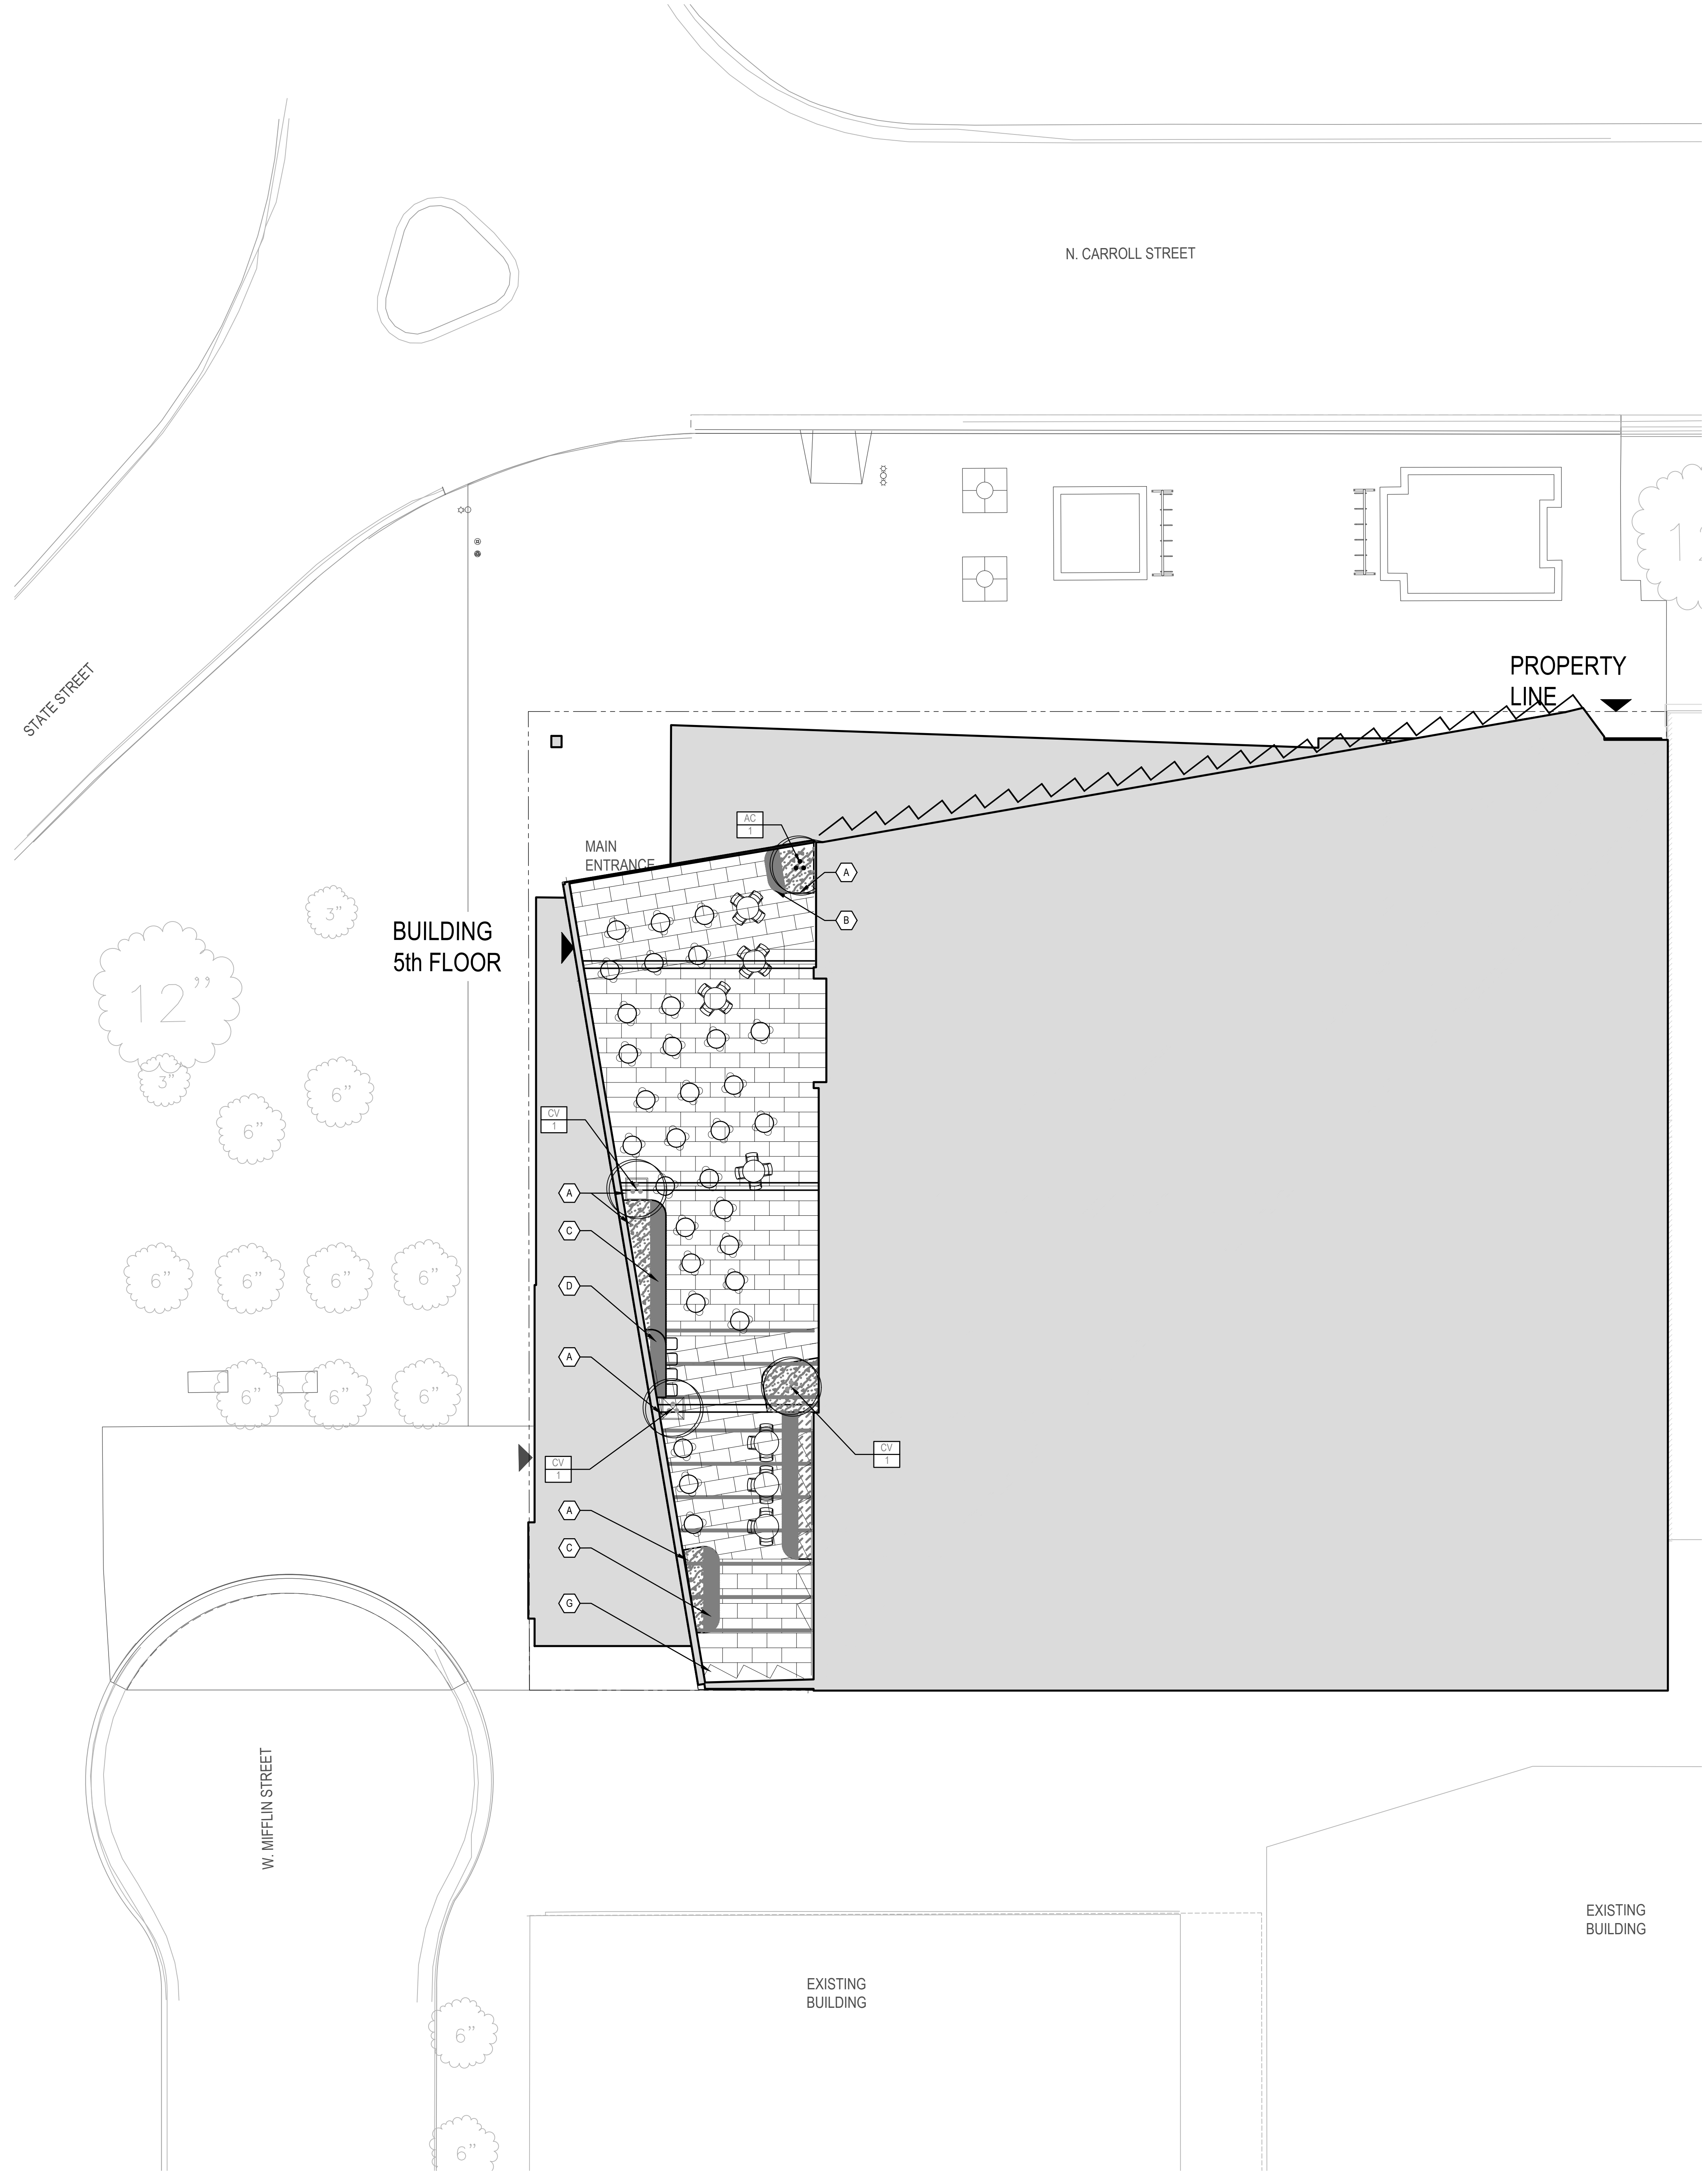 N. CARROLL STREET
STATE STREET
PROPERTY
LINE
AC
1
MAIN
ENTRANCE
A
B
BUILDING
5th FLOOR
3"
12"
3"
6"
6"
CV
1
A
C
6"
6"
6"
6"
D
A
6"
6"
6"
CV
1
CV
1
A
C
G
W. MIFFLIN STREET
EXISTING
BUILDING
EXISTING
BUILDING
6"
6"